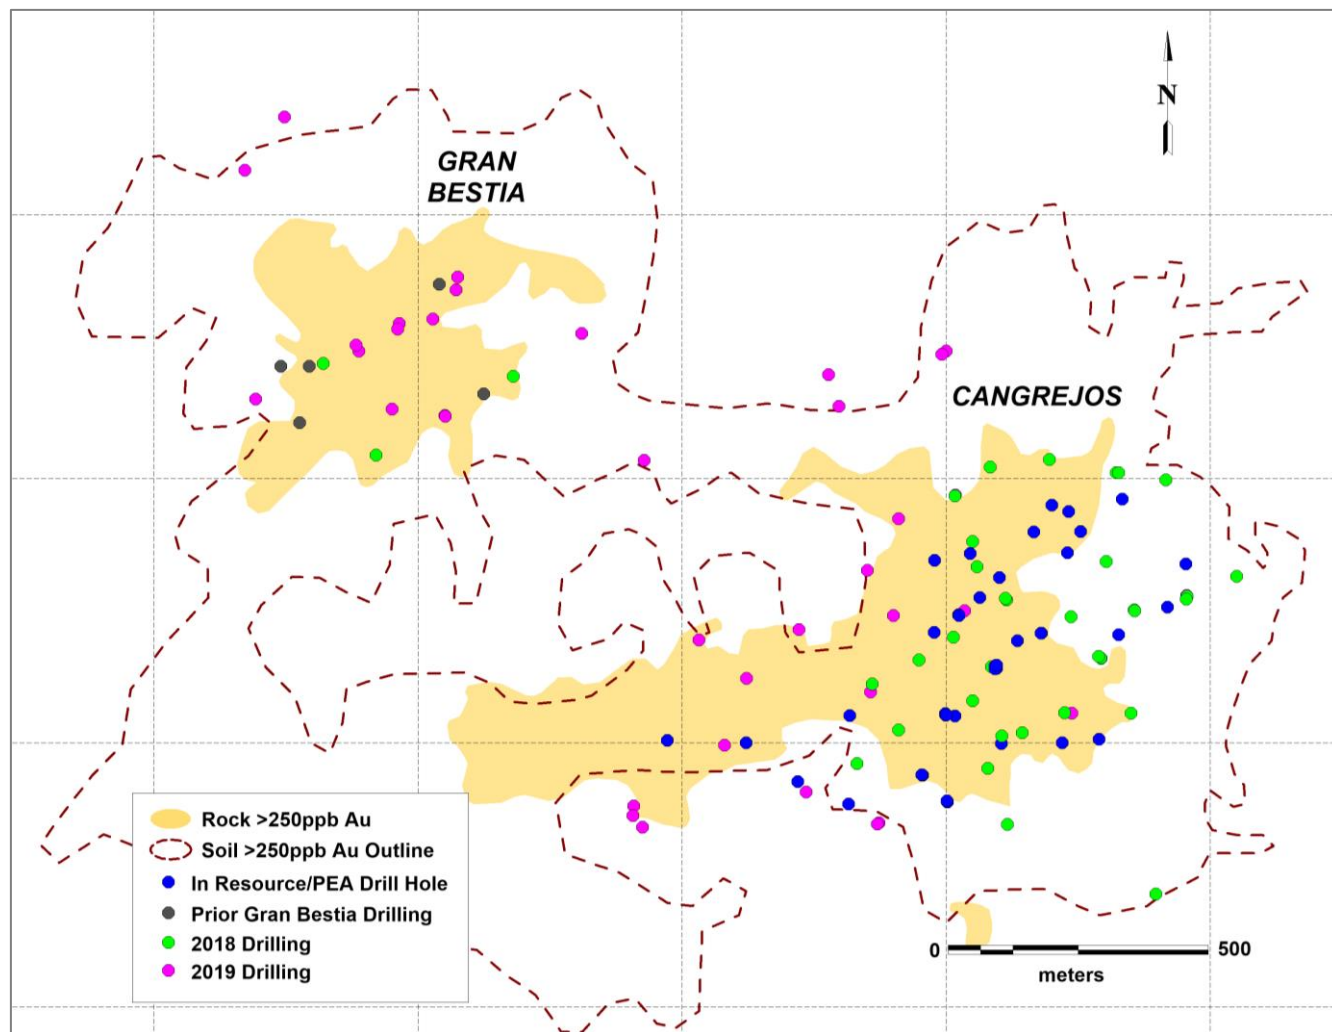 N
GRAN
BESTIA
CANGREJOS
Rock >250ppb Au
Soil >250ppb Au Outline
In Resource/PEA Drill Hole
Prior Gran Bestia Drilling
2018 Drilling
2019 Drilling
0 500
meters